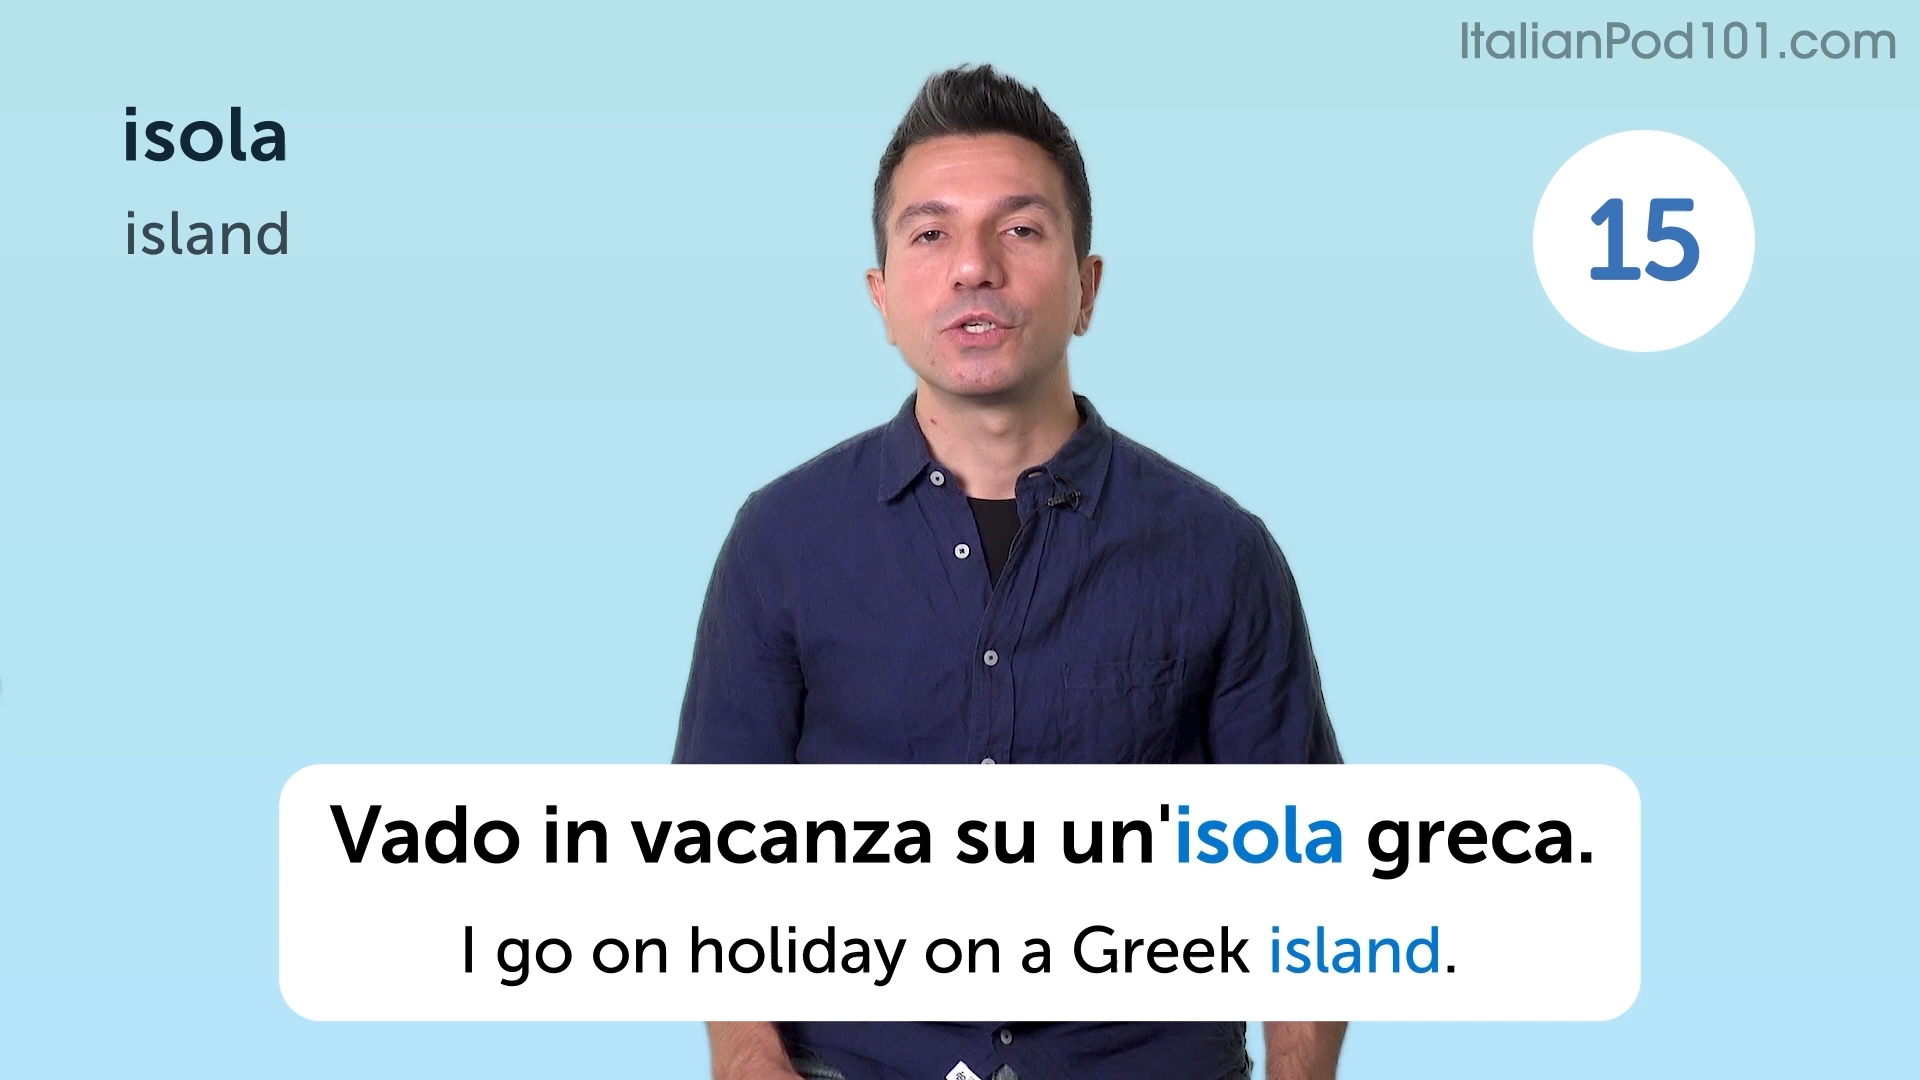 ItalianPod101.com
isola
island
15
Vado in vacanza su un'isola greca.
I go on holiday on a Greek island.